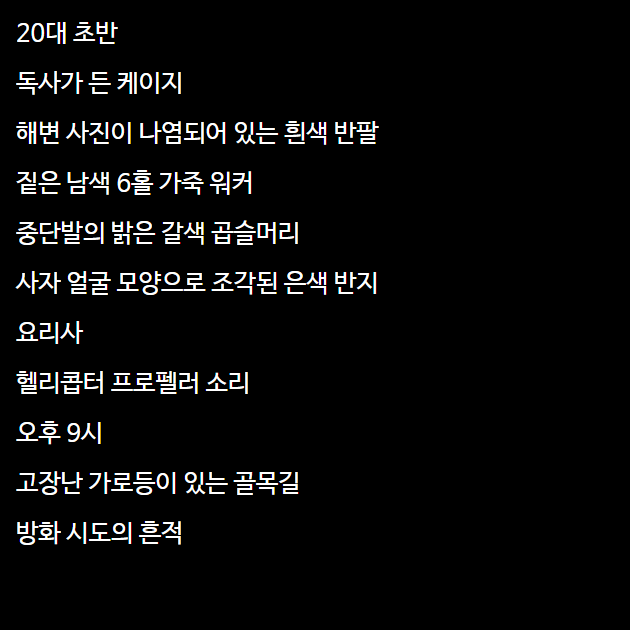 20대 초반
독사가 든 케이지
해변 사진이 나염되어 있는 흰색 반팔
짙은 남색 6홀 가죽 워커
중단발의 밝은 갈색 곱슬머리
사자 얼굴 모양으로 조각된 은색 반지
요리사
헬리콥터 프로펠러 소리
오후 9시
고장난 가로등이 있는 골목길
방화 시도의 흔적